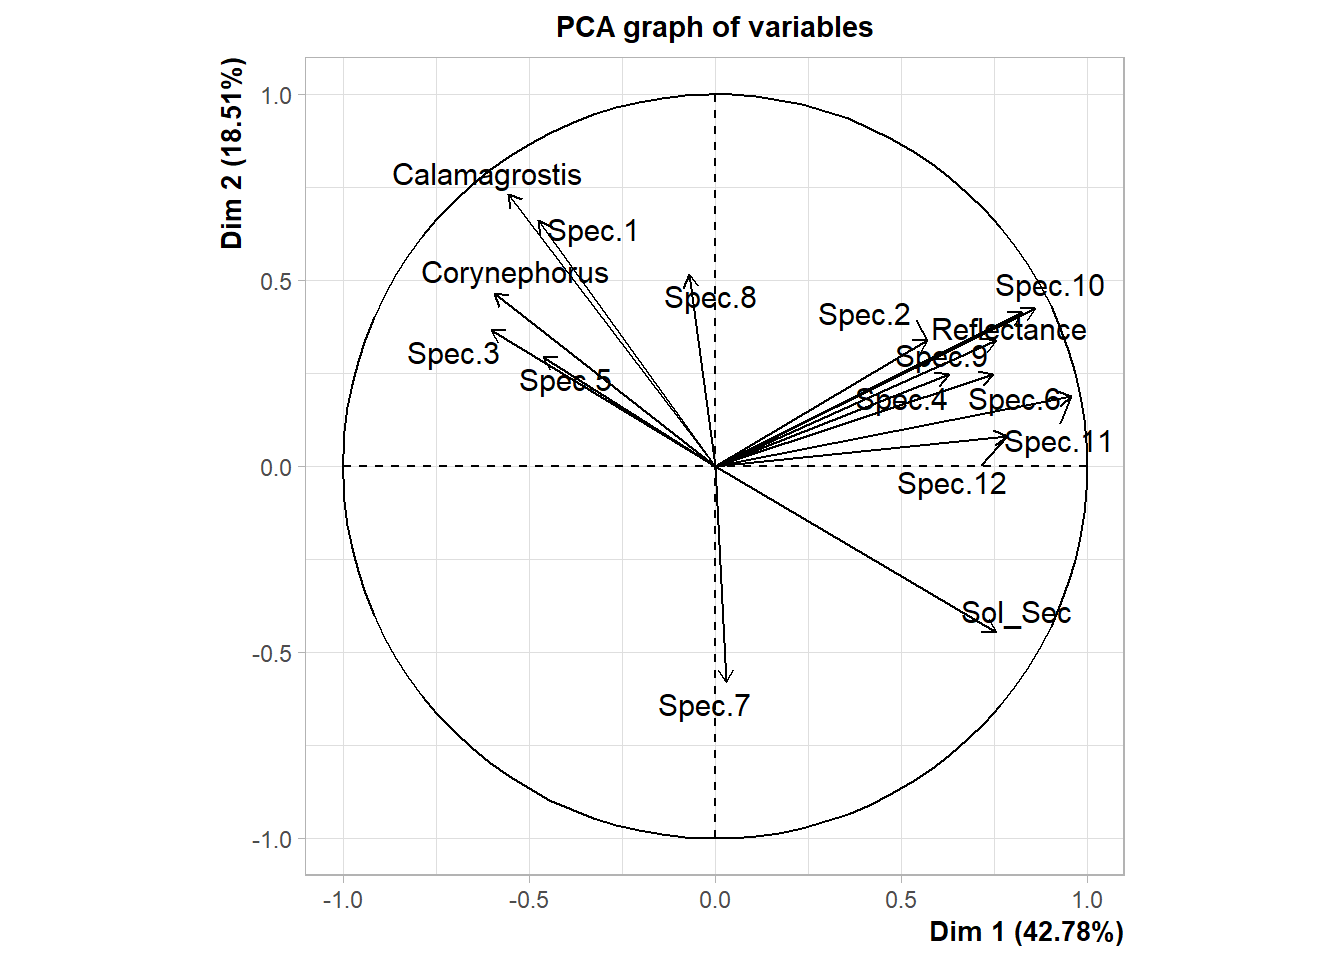 PCA graph of variables
Dim 2 (18.51%)
1.0
0.5
0.0
-0.5
-1.0
Calamagrostis
Spec.1
Corynephorus
Spec.8
Spec.10
Spec.2
Reflectance
Spec.3
Spec.9
Spec.5
Spec.4
Spec.6
Spec.11
Spec.12
Sol_Sec
Spec.7
-1.0
-0.5
0.0
0.5
1.0
Dim 1 (42.78%)